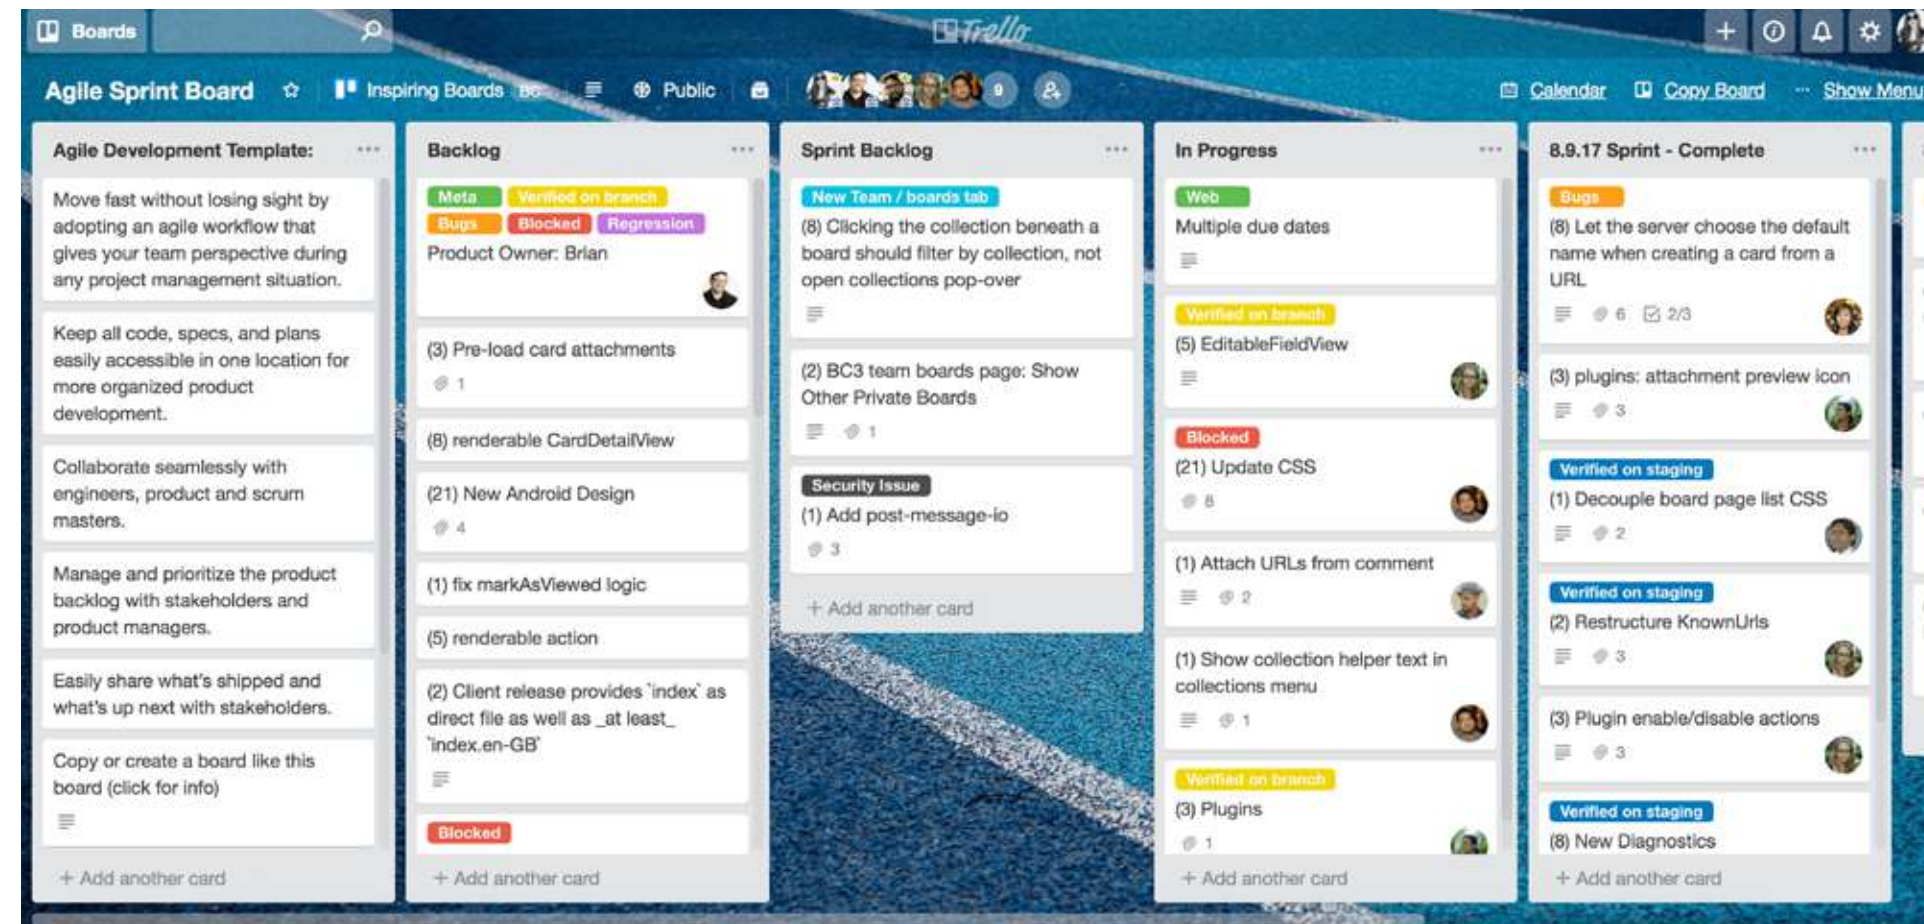 Boards
Trello
Agile Sprint Board
Inspiring Boards
Public
9
Calendar
Copy Board
··· Show Menu
Agile Development Template:
Move fast without losing sight by
adopting an agile workflow that
gives your team perspective during
any project management situation.
Keep all code, specs, and plans
easily accessible in one location for
more organized product
development.
Collaborate seamlessly with
engineers, product and scrum
masters.
Manage and prioritize the product
backlog with stakeholders and
product managers.
Easily share what's shipped and
what's up next with stakeholders.
Copy or create a board like this
board (click for info)
+ Add another card
Backlog
Meta Verified on branch
Bugs Blocked Regression
Product Owner: Brian
(3) Pre-load card attachments
1
(8) renderable CardDetailView
(21) New Android Design
4
(1) fix markAsViewed logic
(5) renderable action
(2) Client release provides `index` as
direct file as well as _at least_
`index.en-GB`
Blocked
+ Add another card
Sprint Backlog
New Team / boards tab
(8) Clicking the collection beneath a
board should filter by collection, not
open collections pop-over
(2) BC3 team boards page: Show
Other Private Boards
1
Security Issue
(1) Add post-message-io
3
+ Add another card
In Progress
Web
Multiple due dates
Verified on branch
(5) EditableFieldView
Blocked
(21) Update CSS
8
(1) Attach URLs from comment
2
(1) Show collection helper text in
collections menu
1
Verified on branch
(3) Plugins
1
+ Add another card
8.9.17 Sprint - Complete
Bugs
(8) Let the server choose the default
name when creating a card from a
URL
6 2/3
(3) plugins: attachment preview icon
3
Verified on staging
(1) Decouple board page list CSS
2
Verified on staging
(2) Restructure KnownUrls
3
(3) Plugin enable/disable actions
3
Verified on staging
(8) New Diagnostics
+ Add another card